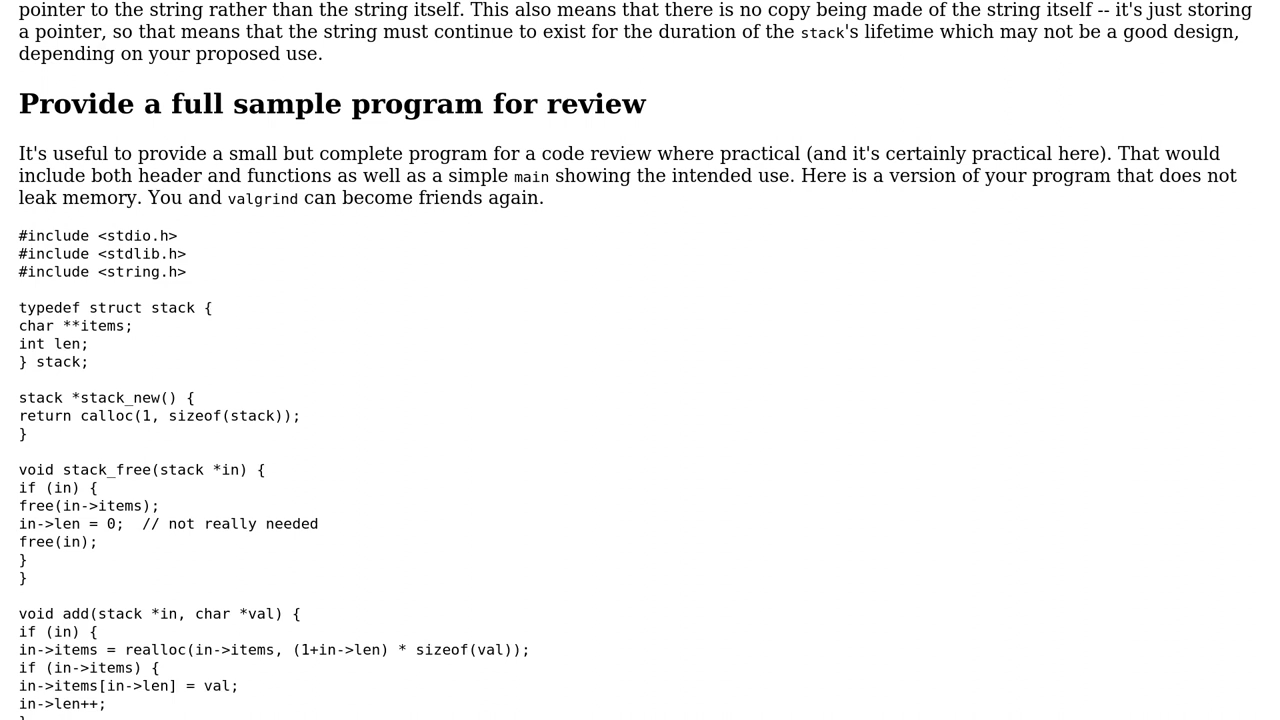 pointer to the string rather than the string itself. This also means that there is no copy being made of the string itself -- it's just storing
a pointer, so that means that the string must continue to exist for the duration of the stack's lifetime which may not be a good design,
depending on your proposed use.
Provide a full sample program for review
It's useful to provide a small but complete program for a code review where practical (and it's certainly practical here). That would
include both header and functions as well as a simple main showing the intended use. Here is a version of your program that does not
leak memory. You and valgrind can become friends again.
#include <stdio.h>
#include <stdlib.h>
#include <string.h>
typedef struct stack {
char **items;
int len;
} stack;
stack *stack_new() {
return calloc(1, sizeof(stack));
}
void stack_free(stack *in) {
if (in) {
free(in->items);
in->len = 0;  // not really needed
free(in);
}
}
void add(stack *in, char *val) {
if (in) {
in->items = realloc(in->items, (1+in->len) * sizeof(val));
if (in->items) {
in->items[in->len] = val;
in->len++;
}